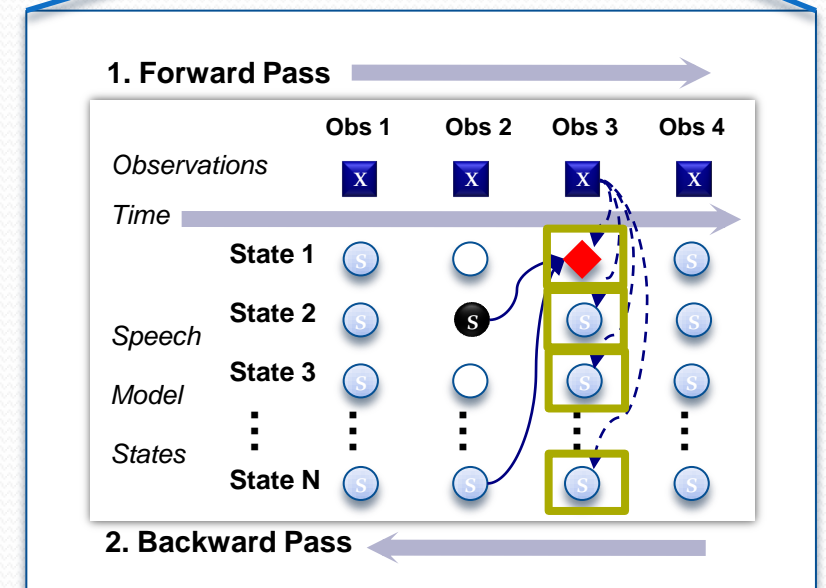 1. Forward Pass
Obs 1 Obs 2 Obs 3 Obs 4
Observations X X X X
Time
State 1 S S
Speech State 2 S S S S
Model State 3 S S S
States State N S S S S
2. Backward Pass